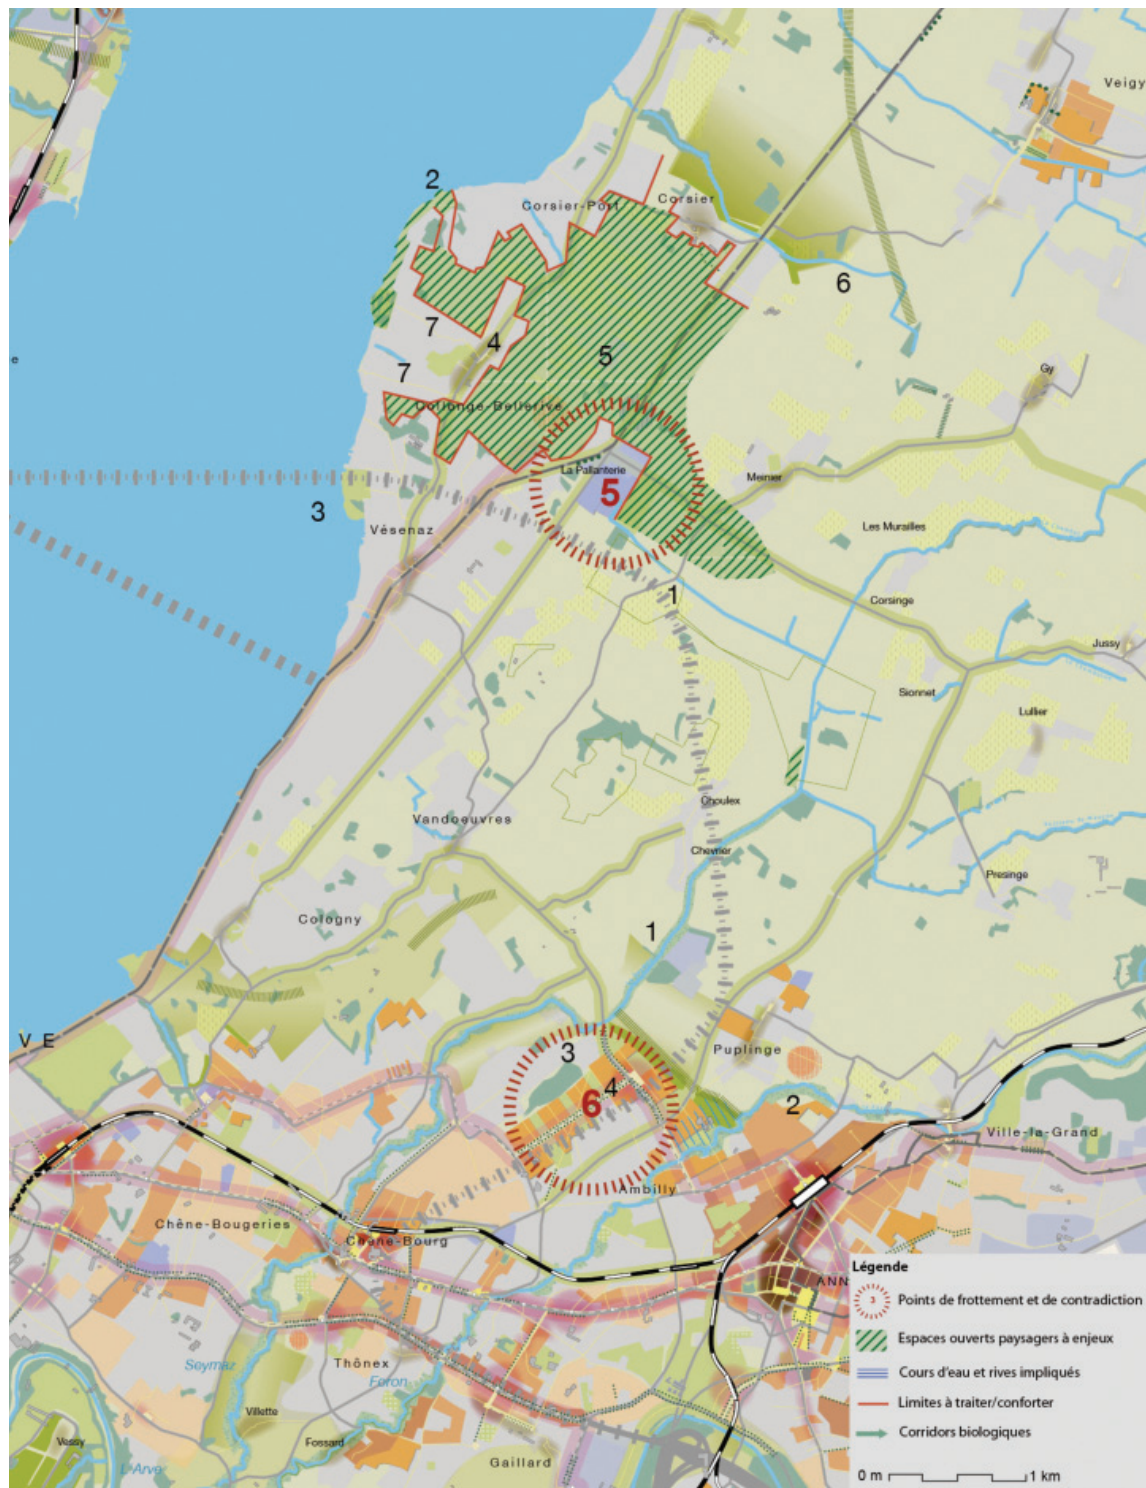 Veigy
2
Corsier-Port
Corsier
6
7
4
5
e
7
Gy
Collonge-Bellerive
La Pallanterie
5
Meinier
3
Vésenaz
Les Murailles
1
Corsinge
Jussy
Sionnet
Lullier
Choulex
Vandoeuvres
Chevrier
Presinge
Cologny
1
V E
Puplinge
3
4
6
2
Ville-la-Grand
Ambilly
Chêne-Bougeries
Chêne-Bourg
Légende
ANN
3 Points de frottement et de contradiction
Espaces ouverts paysagers à enjeux
Seymaz
Thônex
Foron
Cours d'eau et rives impliqués
Limites à traiter/conforter
Villette
Corridors biologiques
Vessy
Fossard
L'Arve
Gaillard
0 m 1 km